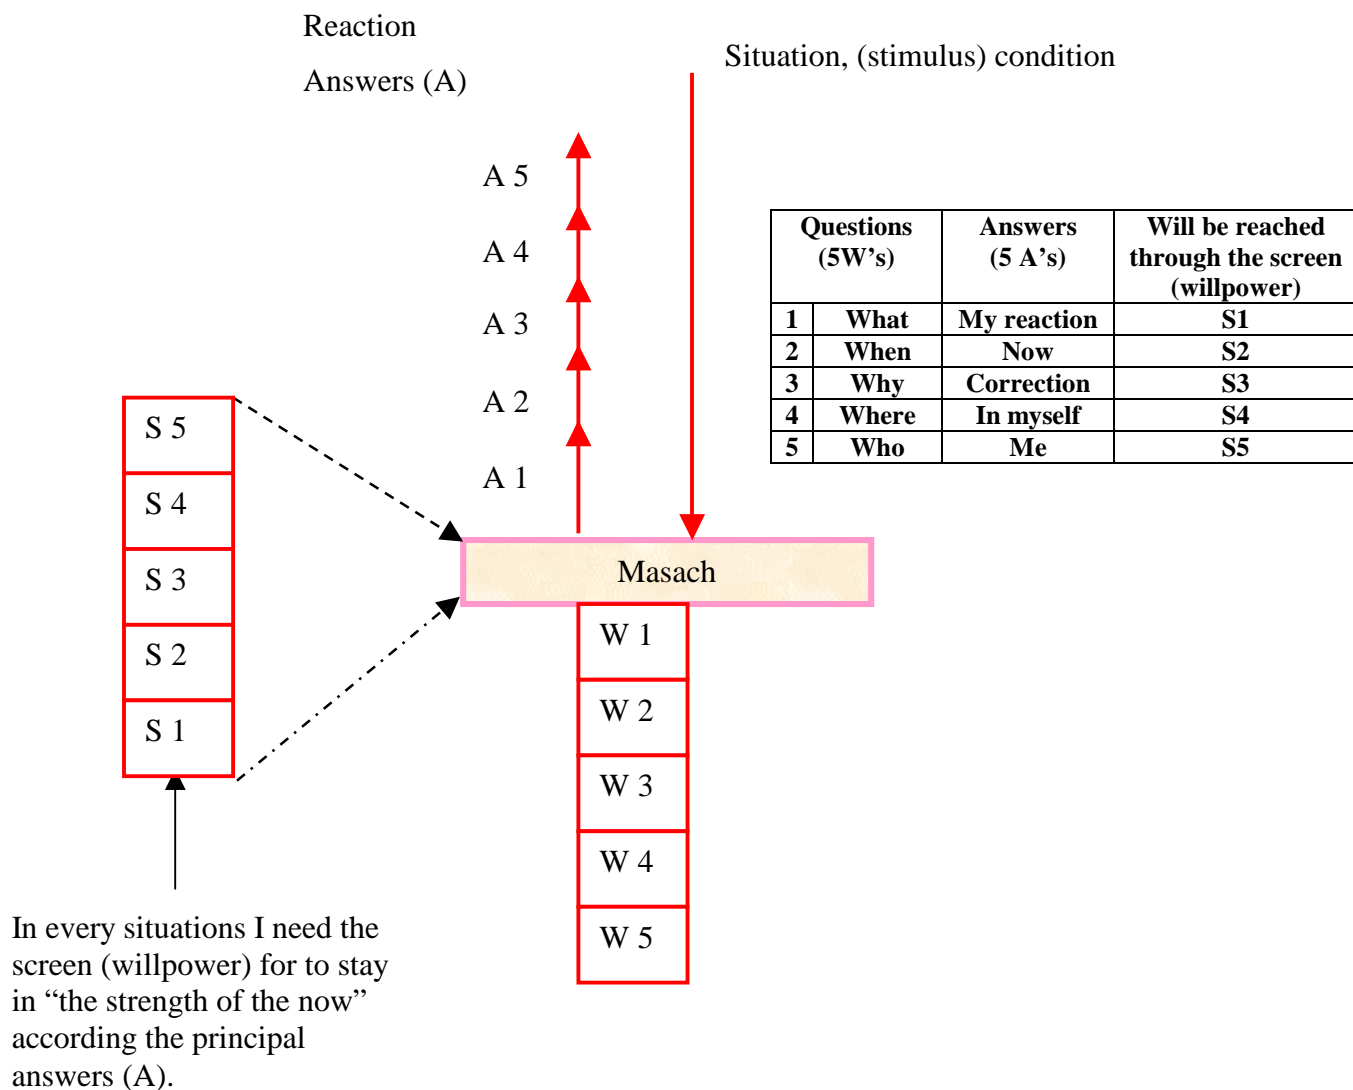 Reaction
Answers (A)
Situation, (stimulus) condition
A 5
A 4
A 3
A 2
A 1
Questions
(5W’s)
Answers
(5 A’s)
Will be reached
through the screen
(willpower)
1 What My reaction S1
2 When Now S2
3 Why Correction S3
4 Where In myself S4
5 Who Me S5
S 5
S 4
S 3
S 2
S 1
Masach
W 1
W 2
W 3
W 4
W 5
In every situations I need the
screen (willpower) for to stay
in “the strength of the now”
according the principal
answers (A).